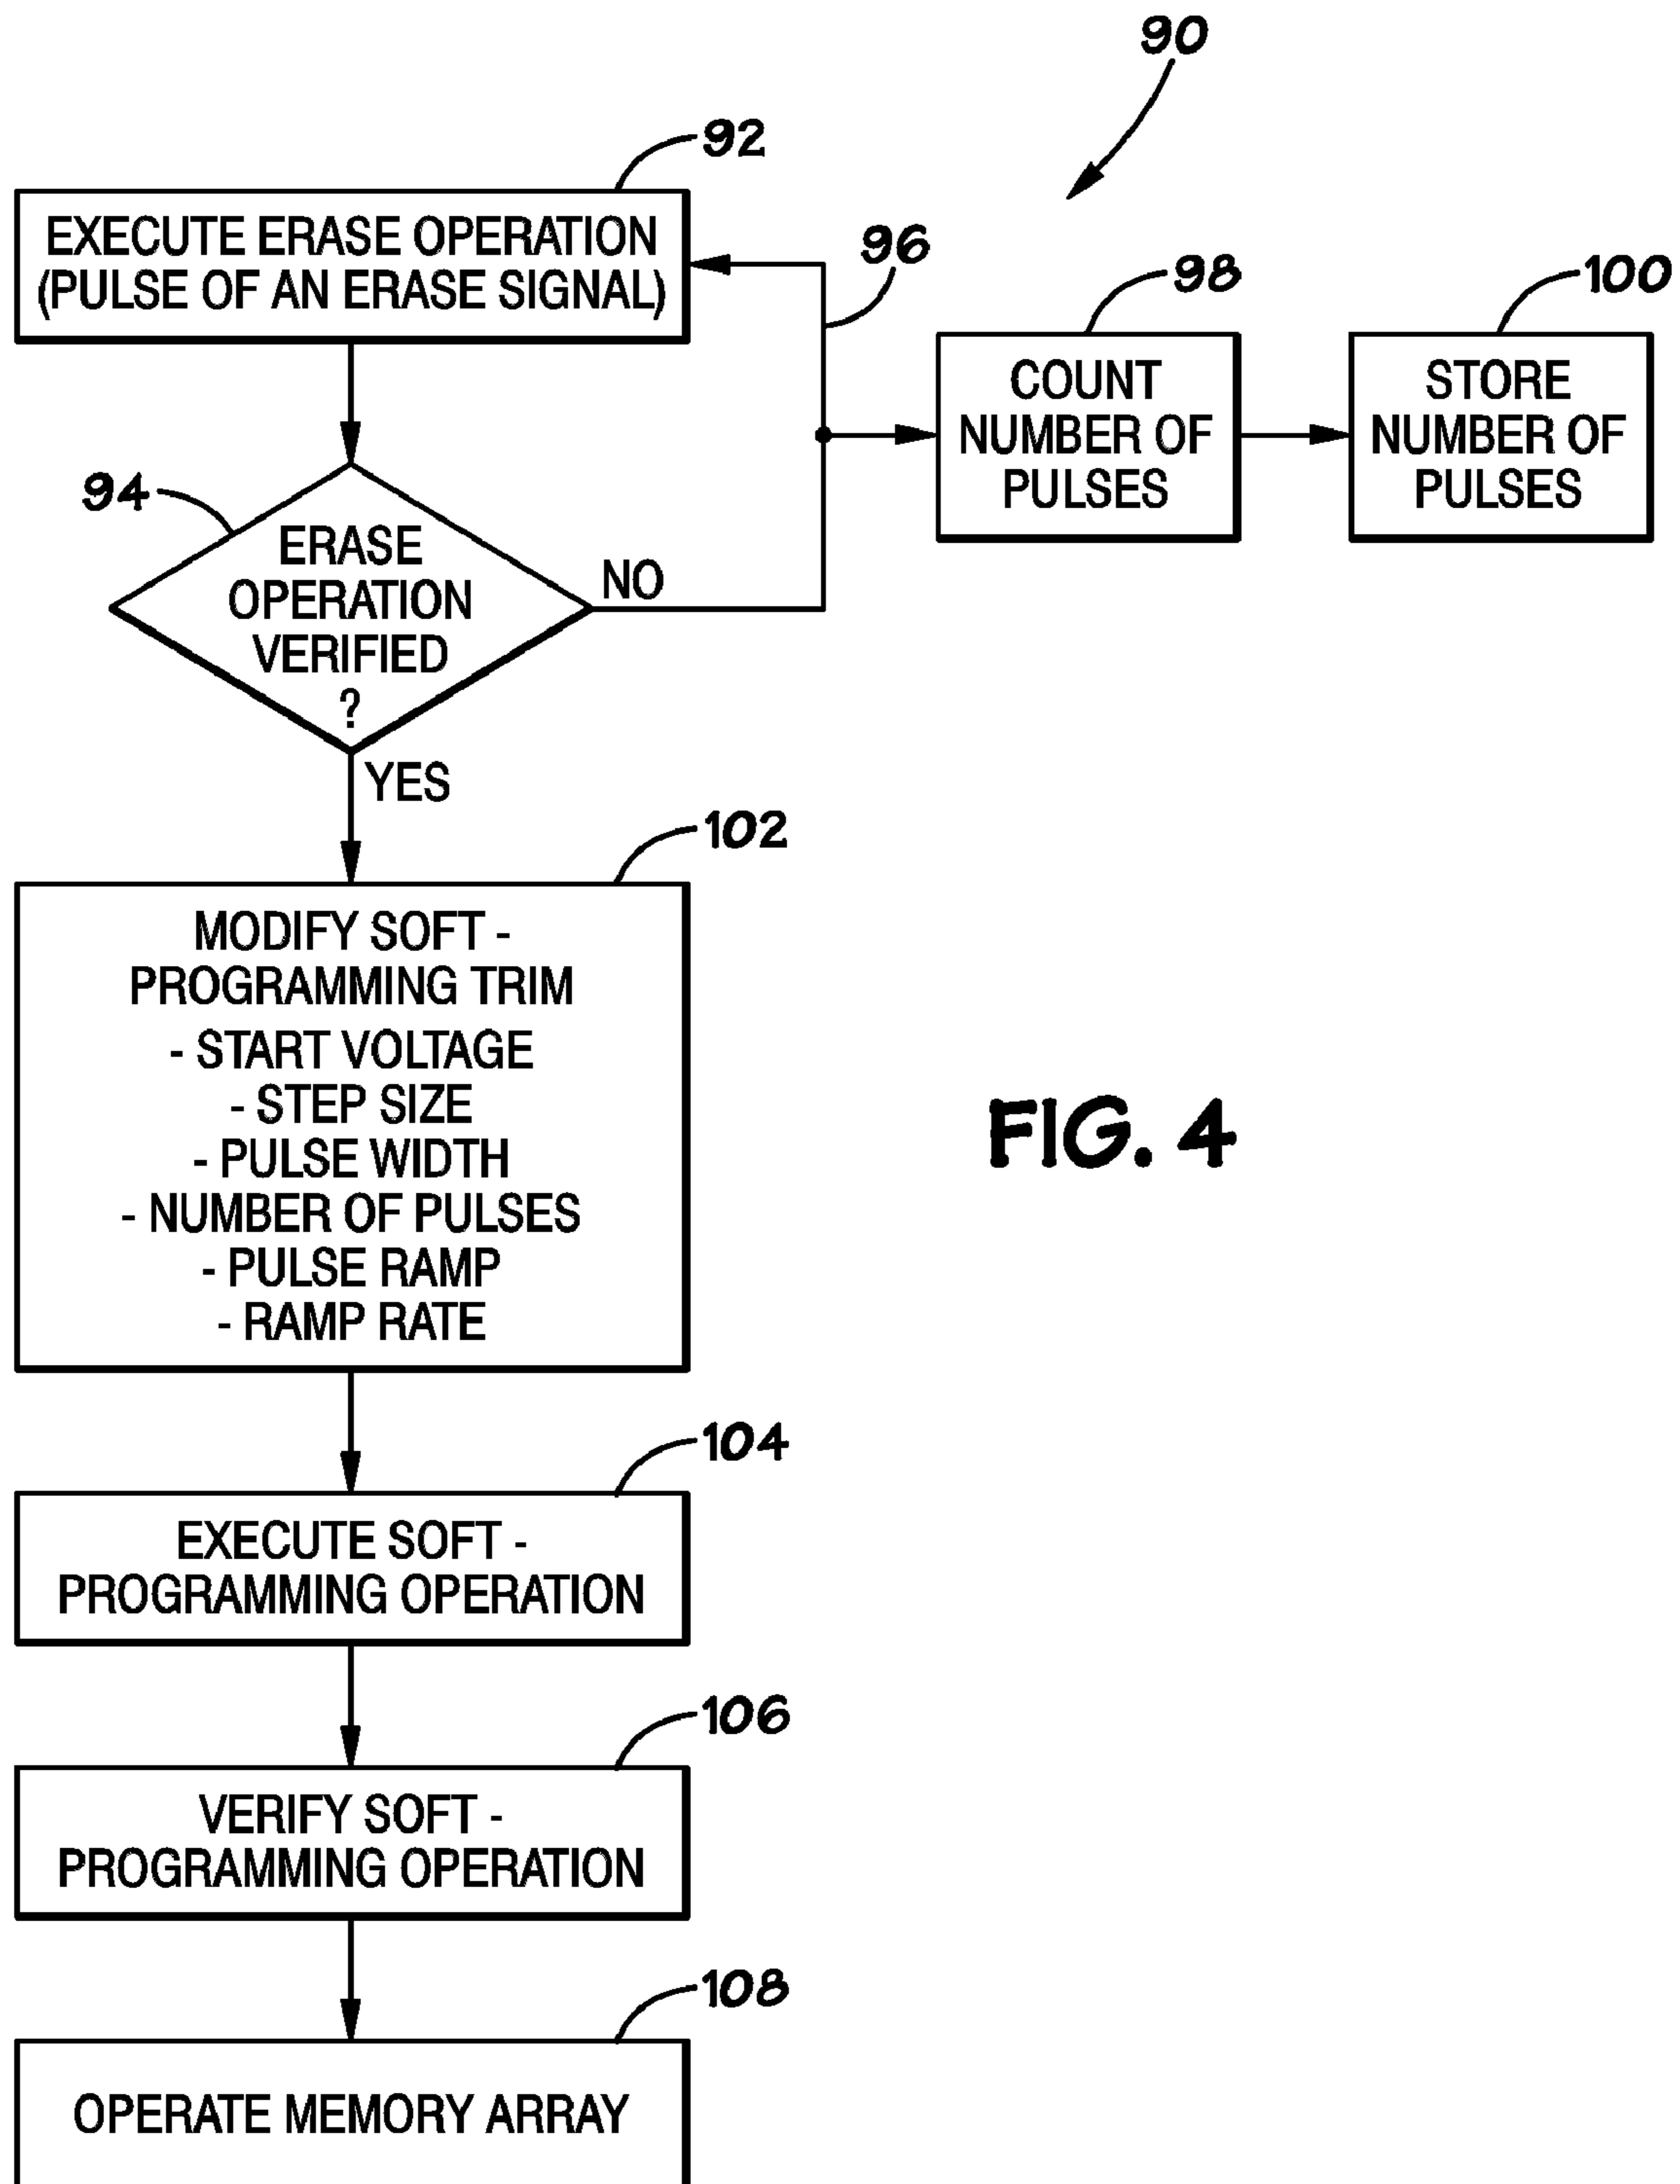 90
92
EXECUTE ERASE OPERATION
(PULSE OF AN ERASE SIGNAL)
96
98
COUNT
NUMBER OF
PULSES
100
STORE
NUMBER OF
PULSES
94
ERASE
OPERATION
VERIFIED
?
NO
YES
102
MODIFY SOFT -
PROGRAMMING TRIM
- START VOLTAGE
- STEP SIZE
- PULSE WIDTH
- NUMBER OF PULSES
- PULSE RAMP
- RAMP RATE
FIG. 4
104
EXECUTE SOFT -
PROGRAMMING OPERATION
106
VERIFY SOFT -
PROGRAMMING OPERATION
108
OPERATE MEMORY ARRAY